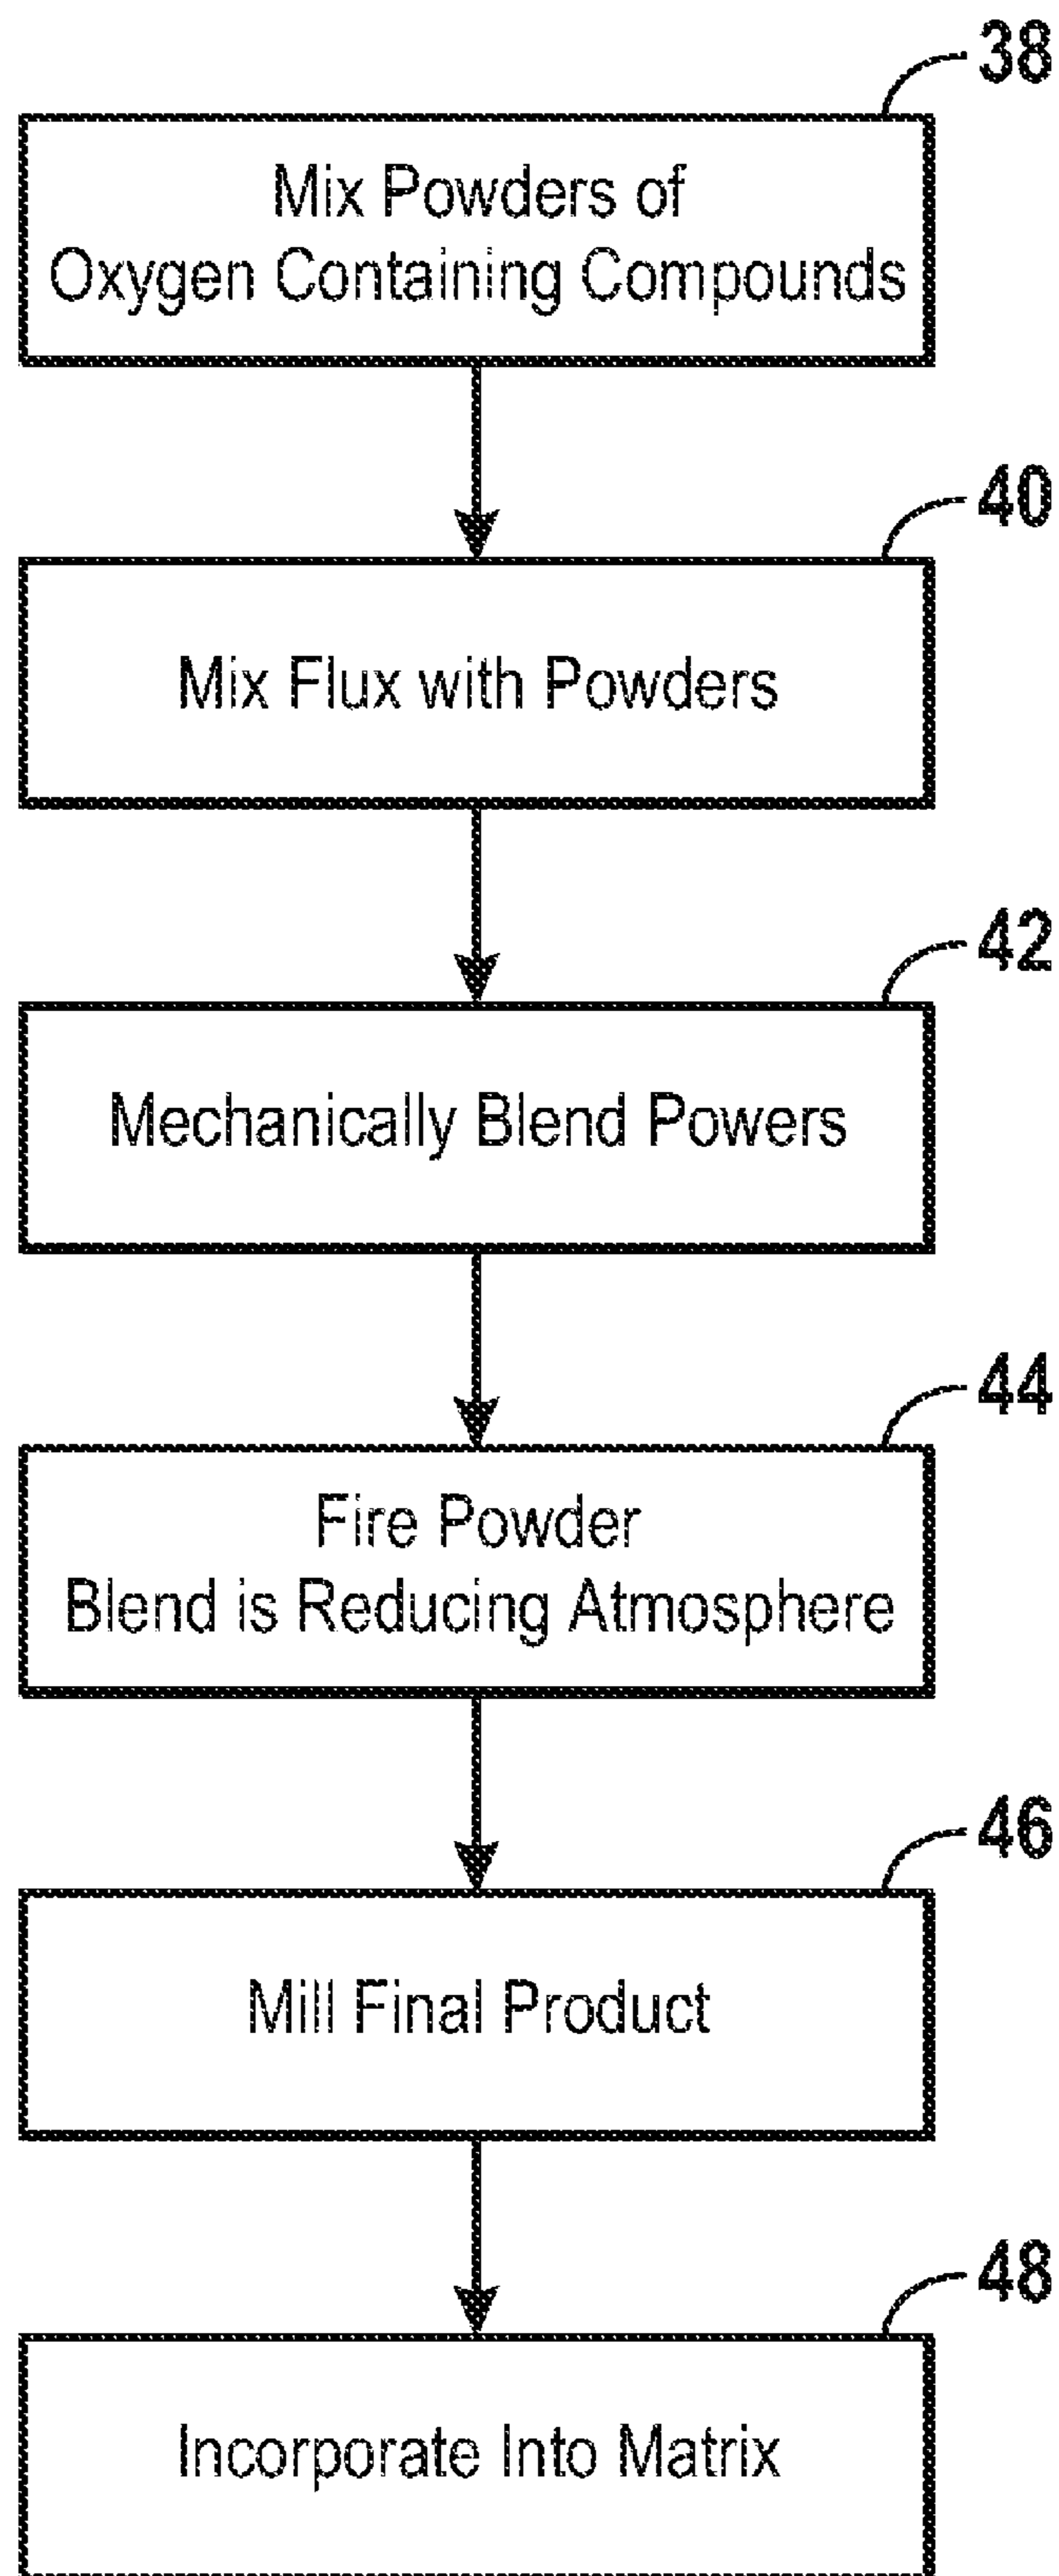 38
Mix Powders of
Oxygen Containing Compounds
40
Mix Flux with Powders
42
Mechanically Blend Powers
44
Fire Powder
Blend is Reducing Atmosphere
46
Mill Final Product
48
Incorporate Into Matrix